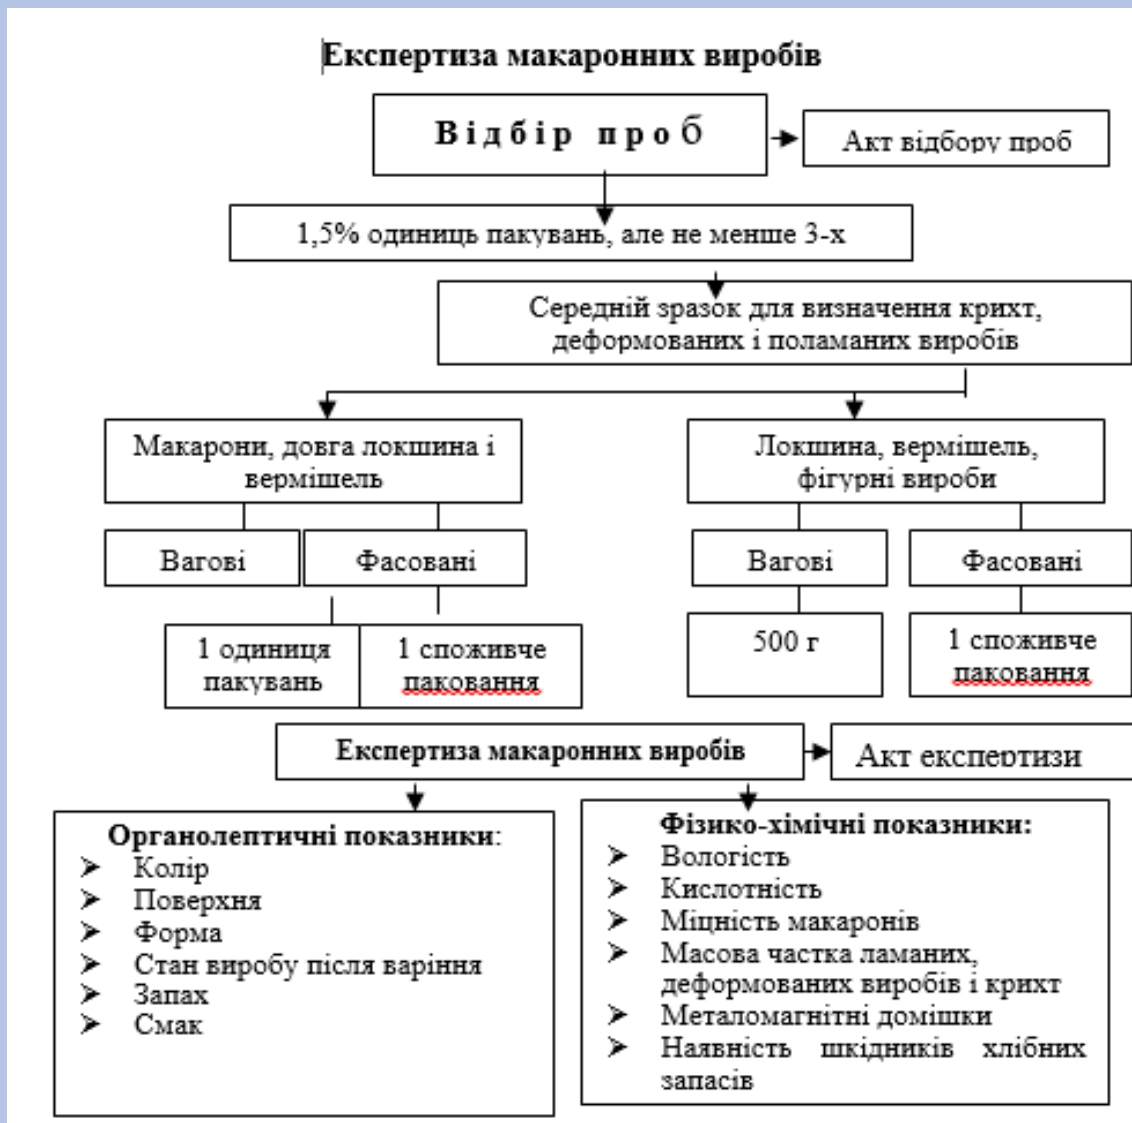 Експертиза макаронних виробів
Відбір проб
Акт відбору проб
1,5% одиниць пакувань, але не менше 3-х
Середній зразок для визначення крихт,
деформованих і поламаних виробів
Макарони, довга локшина і
вермішель
Локшина, вермішель,
фігурні вироби
Вагові
Фасовані
Вагові
Фасовані
1 одиниця
пакувань
1 споживче
паковання
500 г
1 споживче
паковання
Експертиза макаронних виробів
Акт експертизи
Органолептичні показники:
➢ Колір
➢ Поверхня
➢ Форма
➢ Стан виробу після варіння
➢ Запах
➢ Смак
Фізико-хімічні показники:
➢ Вологість
➢ Кислотність
➢ Міцність макаронів
➢ Масова частка ламаних,
деформованих виробів і крихт
➢ Металомагнітні домішки
➢ Наявність шкідників хлібних
запасів